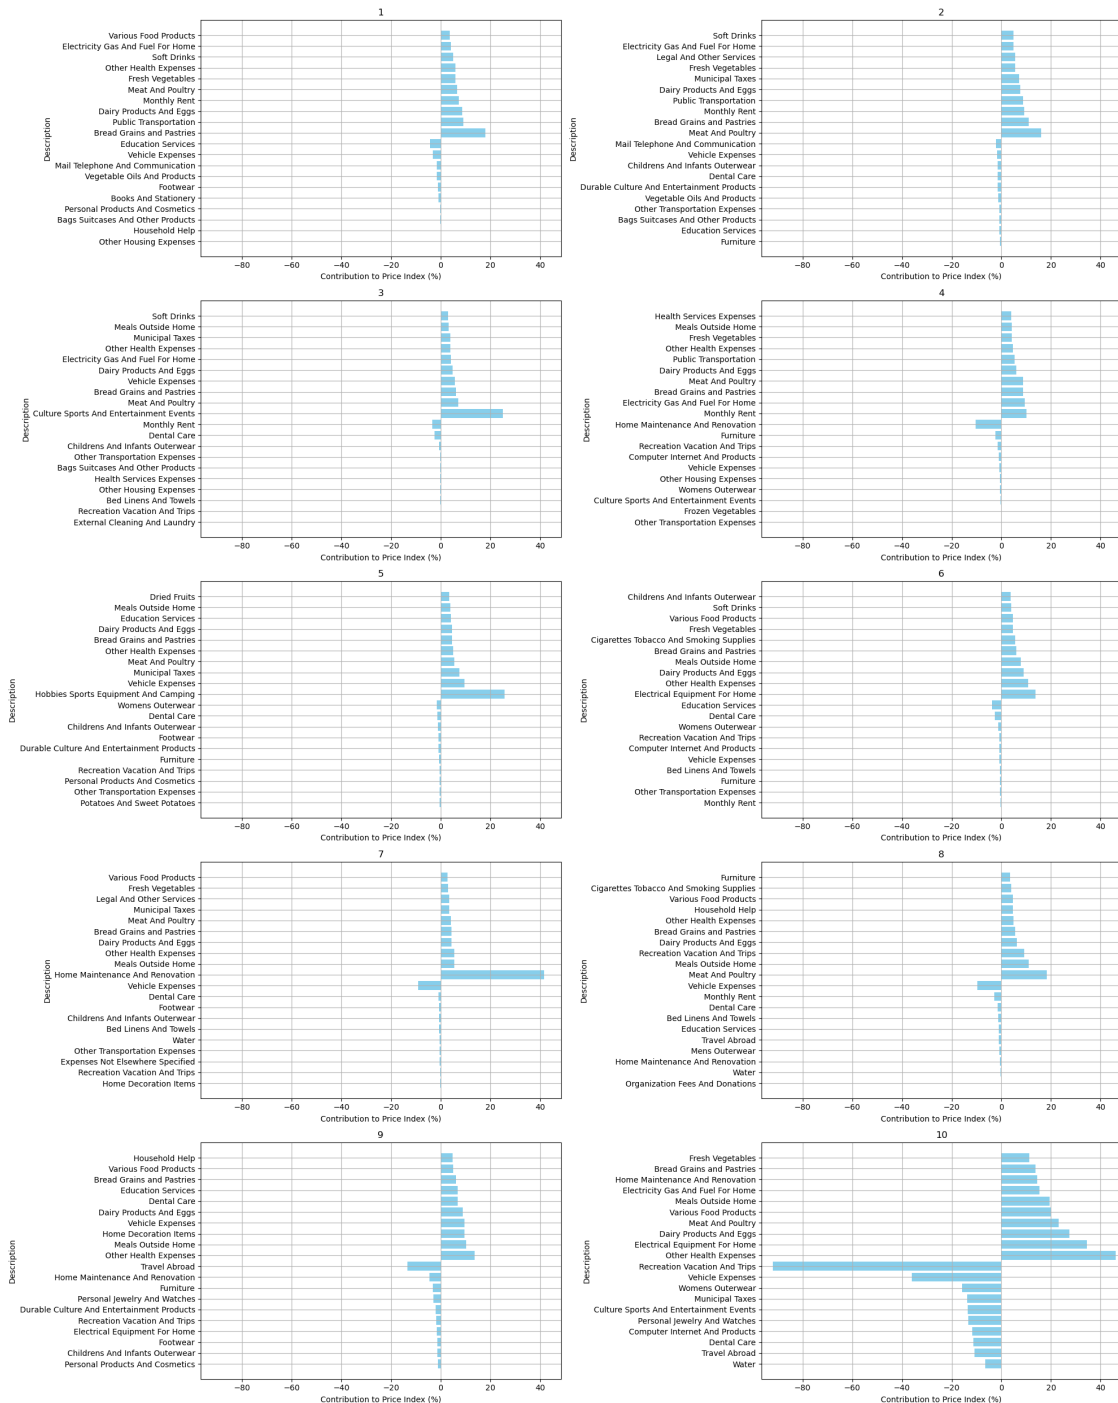 1
Various Food Products
Electricity Gas And Fuel For Home
Soft Drinks
Other Health Expenses
Fresh Vegetables
Meat And Poultry
Monthly Rent
Dairy Products And Eggs
Public Transportation
Bread Grains and Pastries
Education Services
Vehicle Expenses
Mail Telephone And Communication
Vegetable Oils And Products
Footwear
Books And Stationery
Personal Products And Cosmetics
Bags Suitcases And Other Products
Household Help
Other Housing Expenses
Description
−80 −60 −40 −20 0 20 40
Contribution to Price Index (%)
2
Soft Drinks
Electricity Gas And Fuel For Home
Legal And Other Services
Fresh Vegetables
Municipal Taxes
Dairy Products And Eggs
Public Transportation
Monthly Rent
Bread Grains and Pastries
Meat And Poultry
Mail Telephone And Communication
Vehicle Expenses
Childrens And Infants Outerwear
Dental Care
Durable Culture And Entertainment Products
Vegetable Oils And Products
Other Transportation Expenses
Bags Suitcases And Other Products
Education Services
Furniture
Description
−80 −60 −40 −20 0 20 40
Contribution to Price Index (%)
3
Soft Drinks
Meals Outside Home
Municipal Taxes
Other Health Expenses
Electricity Gas And Fuel For Home
Dairy Products And Eggs
Vehicle Expenses
Bread Grains and Pastries
Meat And Poultry
Culture Sports And Entertainment Events
Monthly Rent
Dental Care
Childrens And Infants Outerwear
Other Transportation Expenses
Bags Suitcases And Other Products
Health Services Expenses
Other Housing Expenses
Bed Linens And Towels
Recreation Vacation And Trips
External Cleaning And Laundry
Description
−80 −60 −40 −20 0 20 40
Contribution to Price Index (%)
4
Health Services Expenses
Meals Outside Home
Fresh Vegetables
Other Health Expenses
Public Transportation
Dairy Products And Eggs
Meat And Poultry
Bread Grains and Pastries
Electricity Gas And Fuel For Home
Monthly Rent
Home Maintenance And Renovation
Furniture
Recreation Vacation And Trips
Computer Internet And Products
Vehicle Expenses
Other Housing Expenses
Womens Outerwear
Culture Sports And Entertainment Events
Frozen Vegetables
Other Transportation Expenses
Description
−80 −60 −40 −20 0 20 40
Contribution to Price Index (%)
5
Dried Fruits
Meals Outside Home
Education Services
Dairy Products And Eggs
Bread Grains and Pastries
Other Health Expenses
Meat And Poultry
Municipal Taxes
Vehicle Expenses
Hobbies Sports Equipment And Camping
Womens Outerwear
Dental Care
Childrens And Infants Outerwear
Footwear
Durable Culture And Entertainment Products
Furniture
Recreation Vacation And Trips
Personal Products And Cosmetics
Other Transportation Expenses
Potatoes And Sweet Potatoes
Description
−80 −60 −40 −20 0 20 40
Contribution to Price Index (%)
6
Childrens And Infants Outerwear
Soft Drinks
Various Food Products
Fresh Vegetables
Cigarettes Tobacco And Smoking Supplies
Bread Grains and Pastries
Meals Outside Home
Dairy Products And Eggs
Other Health Expenses
Electrical Equipment For Home
Education Services
Dental Care
Womens Outerwear
Recreation Vacation And Trips
Computer Internet And Products
Vehicle Expenses
Bed Linens And Towels
Furniture
Other Transportation Expenses
Monthly Rent
Description
−80 −60 −40 −20 0 20 40
Contribution to Price Index (%)
7
Various Food Products
Fresh Vegetables
Legal And Other Services
Municipal Taxes
Meat And Poultry
Bread Grains and Pastries
Dairy Products And Eggs
Other Health Expenses
Meals Outside Home
Home Maintenance And Renovation
Vehicle Expenses
Dental Care
Footwear
Childrens And Infants Outerwear
Bed Linens And Towels
Water
Other Transportation Expenses
Expenses Not Elsewhere Specified
Recreation Vacation And Trips
Home Decoration Items
Description
−80 −60 −40 −20 0 20 40
Contribution to Price Index (%)
8
Furniture
Cigarettes Tobacco And Smoking Supplies
Various Food Products
Household Help
Other Health Expenses
Bread Grains and Pastries
Dairy Products And Eggs
Recreation Vacation And Trips
Meals Outside Home
Meat And Poultry
Vehicle Expenses
Monthly Rent
Dental Care
Bed Linens And Towels
Education Services
Travel Abroad
Mens Outerwear
Home Maintenance And Renovation
Water
Organization Fees And Donations
Description
−80 −60 −40 −20 0 20 40
Contribution to Price Index (%)
9
Household Help
Various Food Products
Bread Grains and Pastries
Education Services
Dental Care
Dairy Products And Eggs
Vehicle Expenses
Home Decoration Items
Meals Outside Home
Other Health Expenses
Travel Abroad
Home Maintenance And Renovation
Furniture
Personal Jewelry And Watches
Durable Culture And Entertainment Products
Recreation Vacation And Trips
Electrical Equipment For Home
Footwear
Childrens And Infants Outerwear
Personal Products And Cosmetics
Description
−80 −60 −40 −20 0 20 40
Contribution to Price Index (%)
10
Fresh Vegetables
Bread Grains and Pastries
Home Maintenance And Renovation
Electricity Gas And Fuel For Home
Meals Outside Home
Various Food Products
Meat And Poultry
Dairy Products And Eggs
Electrical Equipment For Home
Other Health Expenses
Recreation Vacation And Trips
Vehicle Expenses
Womens Outerwear
Municipal Taxes
Culture Sports And Entertainment Events
Personal Jewelry And Watches
Computer Internet And Products
Dental Care
Travel Abroad
Water
Description
−80 −60 −40 −20 0 20 40
Contribution to Price Index (%)